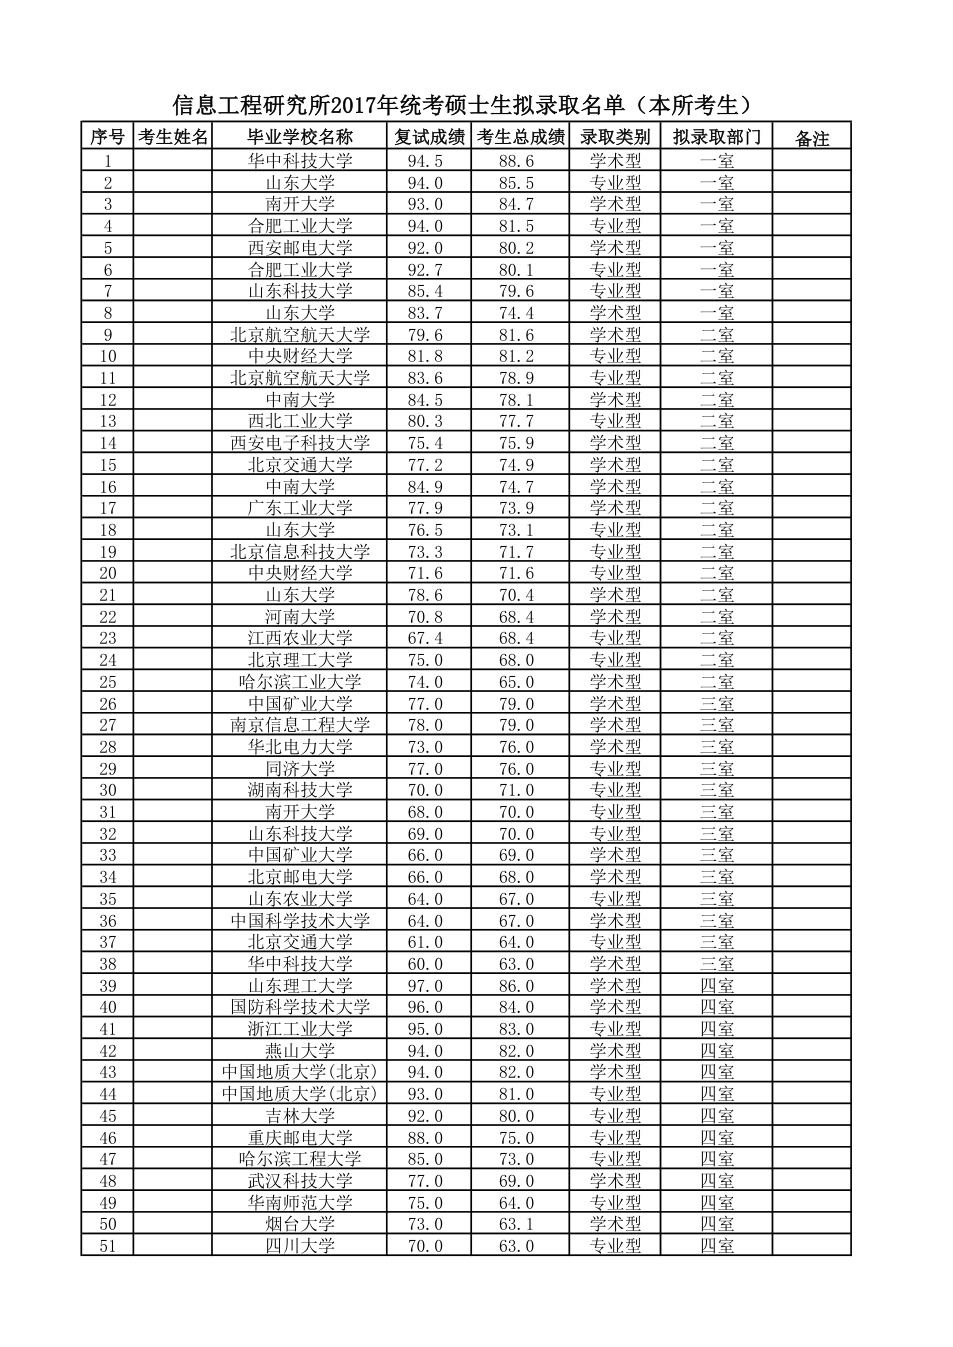 信息工程研究所2017年统考硕士生拟录取名单（本所考生）
序号 考生姓名 毕业学校名称 复试成绩 考生总成绩 录取类别 拟录取部门 备注
1 华中科技大学 94.5 88.6 学术型 一室
2 山东大学 94.0 85.5 专业型 一室
3 南开大学 93.0 84.7 学术型 一室
4 合肥工业大学 94.0 81.5 专业型 一室
5 西安邮电大学 92.0 80.2 学术型 一室
6 合肥工业大学 92.7 80.1 专业型 一室
7 山东科技大学 85.4 79.6 专业型 一室
8 山东大学 83.7 74.4 学术型 一室
9 北京航空航天大学 79.6 81.6 学术型 二室
10 中央财经大学 81.8 81.2 专业型 二室
11 北京航空航天大学 83.6 78.9 专业型 二室
12 中南大学 84.5 78.1 学术型 二室
13 西北工业大学 80.3 77.7 专业型 二室
14 西安电子科技大学 75.4 75.9 学术型 二室
15 北京交通大学 77.2 74.9 学术型 二室
16 中南大学 84.9 74.7 学术型 二室
17 广东工业大学 77.9 73.9 学术型 二室
18 山东大学 76.5 73.1 专业型 二室
19 北京信息科技大学 73.3 71.7 专业型 二室
20 中央财经大学 71.6 71.6 专业型 二室
21 山东大学 78.6 70.4 学术型 二室
22 河南大学 70.8 68.4 学术型 二室
23 江西农业大学 67.4 68.4 专业型 二室
24 北京理工大学 75.0 68.0 专业型 二室
25 哈尔滨工业大学 74.0 65.0 学术型 二室
26 中国矿业大学 77.0 79.0 学术型 三室
27 南京信息工程大学 78.0 79.0 学术型 三室
28 华北电力大学 73.0 76.0 学术型 三室
29 同济大学 77.0 76.0 专业型 三室
30 湖南科技大学 70.0 71.0 专业型 三室
31 南开大学 68.0 70.0 专业型 三室
32 山东科技大学 69.0 70.0 专业型 三室
33 中国矿业大学 66.0 69.0 学术型 三室
34 北京邮电大学 66.0 68.0 学术型 三室
35 山东农业大学 64.0 67.0 专业型 三室
36 中国科学技术大学 64.0 67.0 学术型 三室
37 北京交通大学 61.0 64.0 专业型 三室
38 华中科技大学 60.0 63.0 学术型 三室
39 山东理工大学 97.0 86.0 学术型 四室
40 国防科学技术大学 96.0 84.0 学术型 四室
41 浙江工业大学 95.0 83.0 专业型 四室
42 燕山大学 94.0 82.0 学术型 四室
43 中国地质大学(北京) 94.0 82.0 学术型 四室
44 中国地质大学(北京) 93.0 81.0 专业型 四室
45 吉林大学 92.0 80.0 专业型 四室
46 重庆邮电大学 88.0 75.0 专业型 四室
47 哈尔滨工程大学 85.0 73.0 专业型 四室
48 武汉科技大学 77.0 69.0 学术型 四室
49 华南师范大学 75.0 64.0 专业型 四室
50 烟台大学 73.0 63.1 学术型 四室
51 四川大学 70.0 63.0 专业型 四室